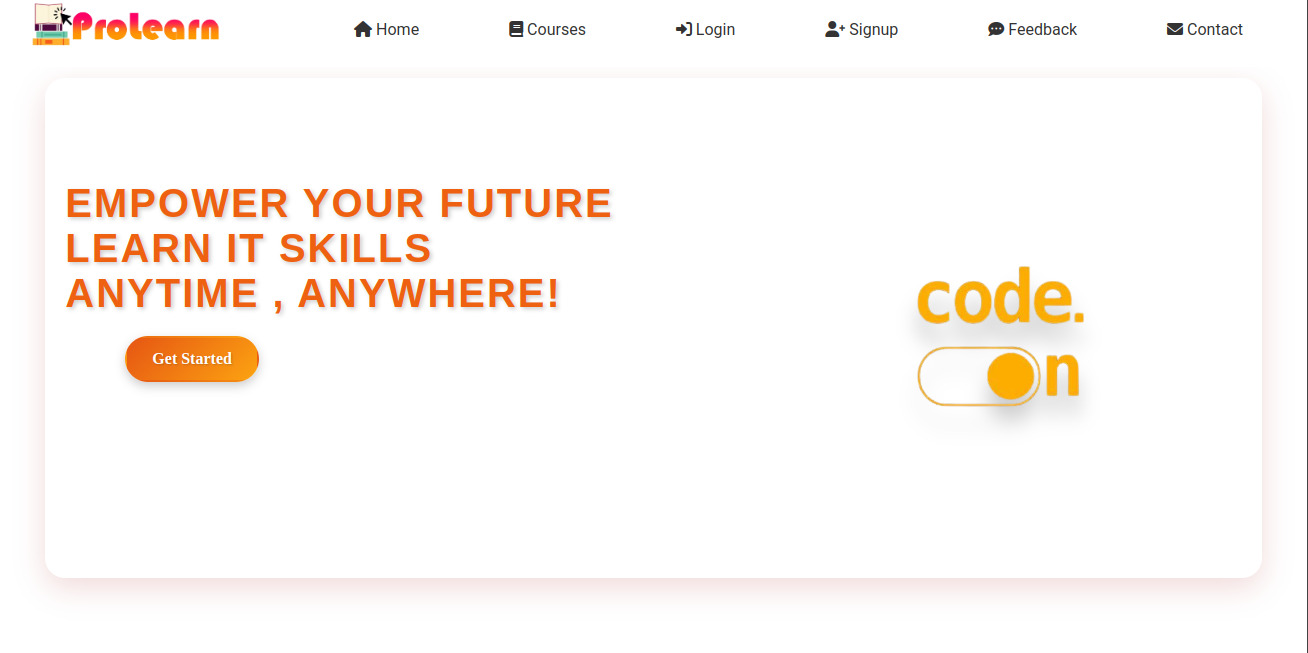 ProLearn
Home
Courses
Login
Signup
Feedback
Contact
EMPOWER YOUR FUTURE
LEARN IT SKILLS
ANYTIME , ANYWHERE!
Get Started
code.
n